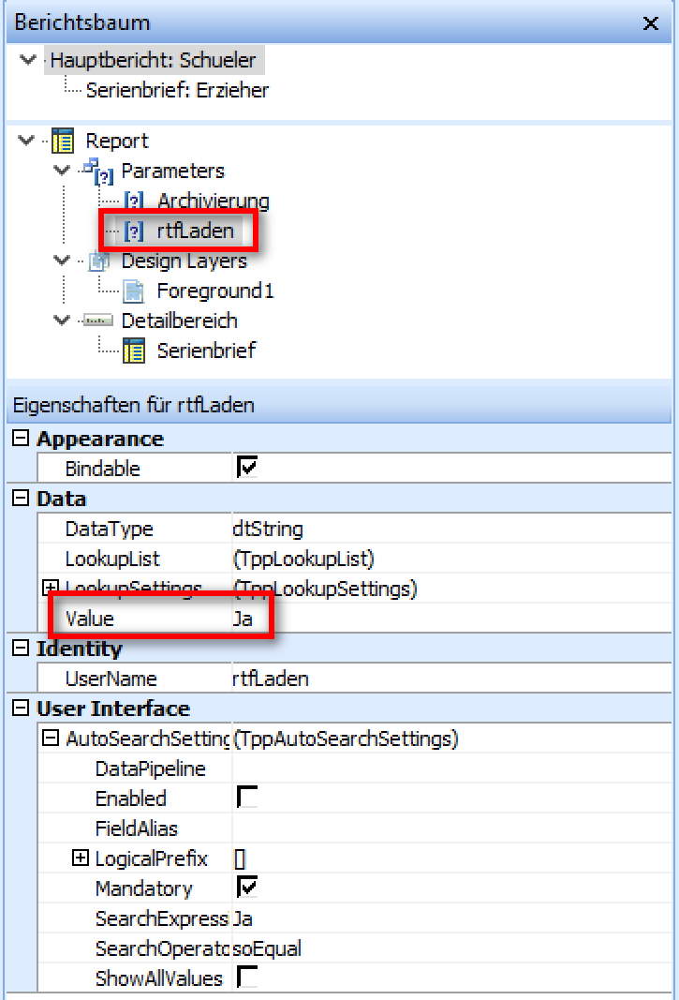 Berichtsbaum
Hauptbericht: Schueler
Serienbrief: Erzieher
Report
Parameters
Archivierung
rtfLaden
Design Layers
Foreground1
Detailbereich
Serienbrief
Eigenschaften für rtfLaden
Appearance
Bindable
Data
DataType dtString
LookupList (TppLookupList)
LookupSettings (TppLookupSettings)
Value Ja
Identity
UserName rtfLaden
User Interface
AutoSearchSetting (TppAutoSearchSettings)
DataPipeline
Enabled
FieldAlias
LogicalPrefix []
Mandatory
SearchExpressi Ja
SearchOperato soEqual
ShowAllValues